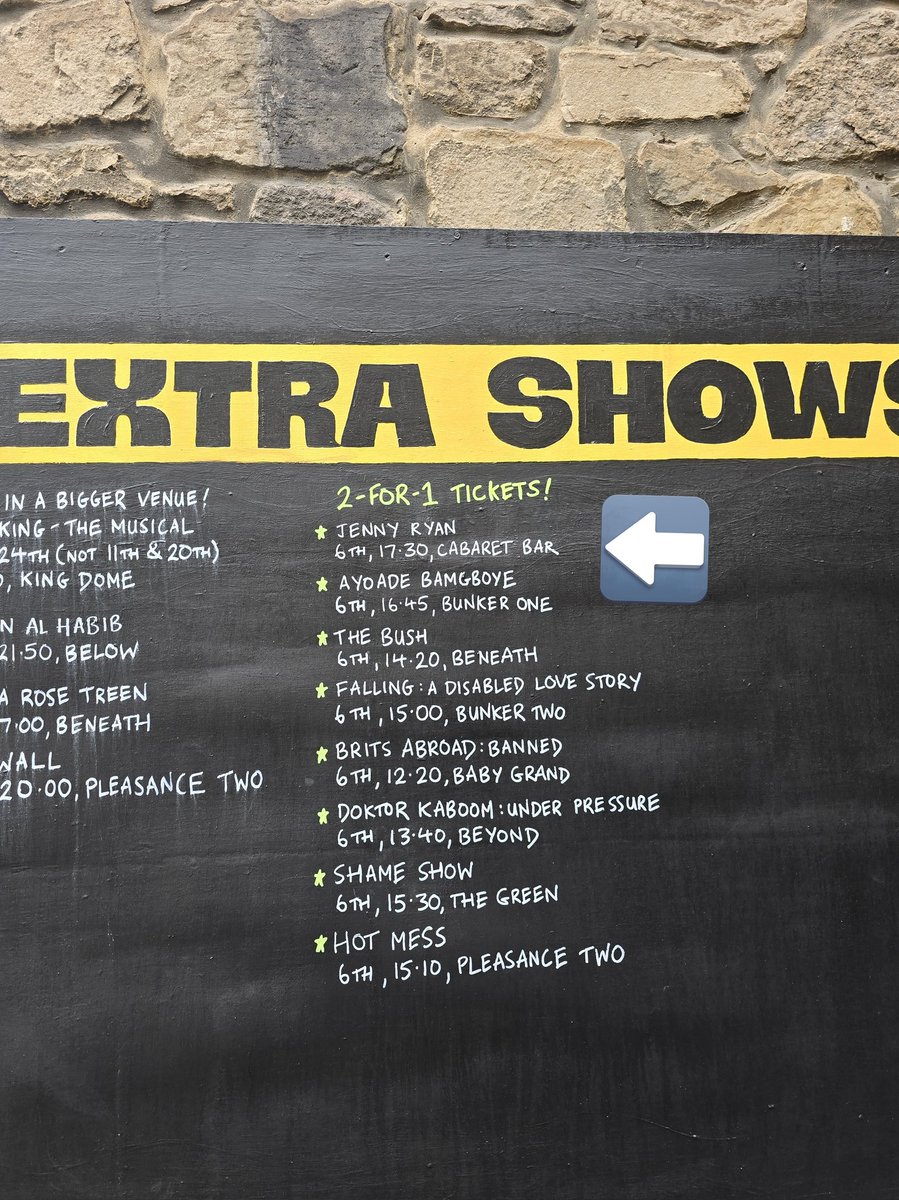 EXTRA SHOWS
IN A BIGGER VENUE!
KING - THE MUSICAL
24TH (NOT 11TH & 20TH)
KING DOME
N AL HABIB
21·50, BELOW
A ROSE TREEN
7·00, BENEATH
WALL
20·00, PLEASANCE TWO
2-FOR-1 TICKETS!
JENNY RYAN
6TH, 17·30, CABARET BAR
AYOADE BAMGBOYE
6TH, 16·45, BUNKER ONE
THE BUSH
6TH, 14·20, BENEATH
FALLING: A DISABLED LOVE STORY
6TH, 15·00, BUNKER TWO
BRITS ABROAD: BANNED
6TH, 12·20, BABY GRAND
DOKTOR KABOOM: UNDER PRESSURE
6TH, 13·40, BEYOND
SHAME SHOW
6TH, 15·30, THE GREEN
HOT MESS
6TH, 15·10, PLEASANCE TWO